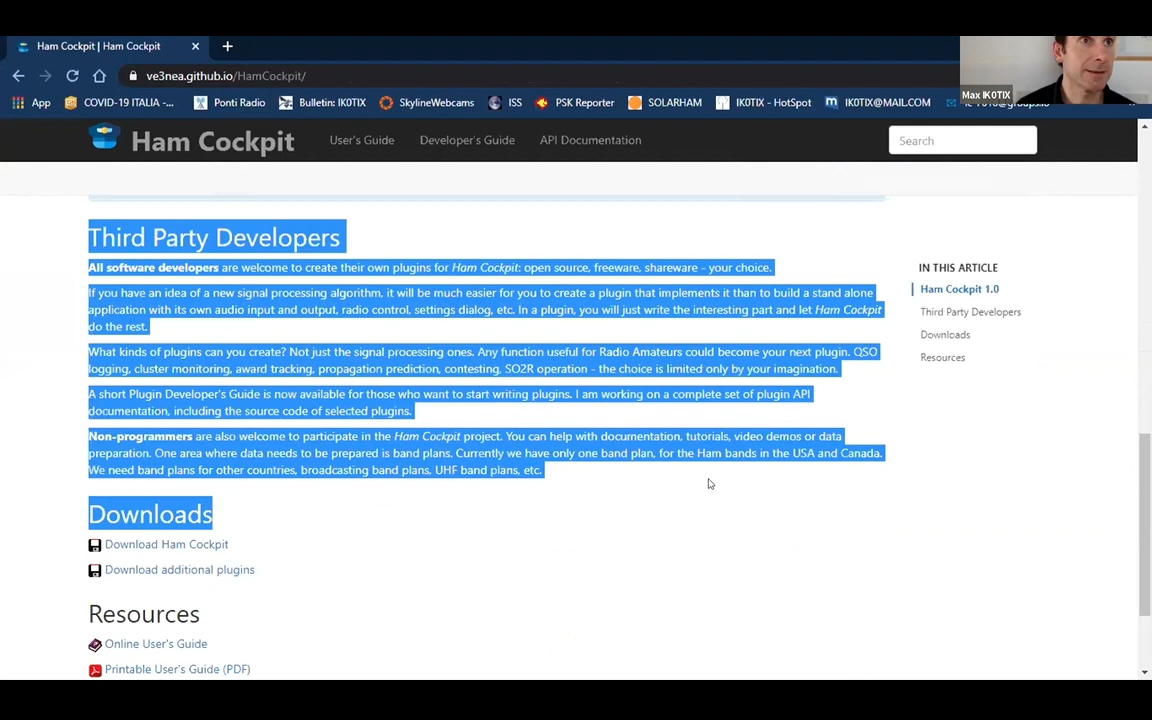 Ham Cockpit | Ham Cockpit
ve3nea.github.io/HamCockpit/
App COVID-19 ITALIA -... Ponti Radio Bulletin: IK0TIX SkylineWebcams ISS PSK Reporter SOLARHAM IK0TIX - HotSpot IK0TIX@MAIL.COM
Max IK0TIX
Ham Cockpit User's Guide Developer's Guide API Documentation Search
Third Party Developers
All software developers are welcome to create their own plugins for Ham Cockpit: open source, freeware, shareware - your choice.
If you have an idea of a new signal processing algorithm, it will be much easier for you to create a plugin that implements it than to build a stand alone
application with its own audio input and output, radio control, settings dialog, etc. In a plugin, you will just write the interesting part and let Ham Cockpit
do the rest.
What kinds of plugins can you create? Not just the signal processing ones. Any function useful for Radio Amateurs could become your next plugin. QSO
logging, cluster monitoring, award tracking, propagation prediction, contesting, SO2R operation - the choice is limited only by your imagination.
A short Plugin Developer's Guide is now available for those who want to start writing plugins. I am working on a complete set of plugin API
documentation, including the source code of selected plugins.
Non-programmers are also welcome to participate in the Ham Cockpit project. You can help with documentation, tutorials, video demos or data
preparation. One area where data needs to be prepared is band plans. Currently we have only one band plan, for the Ham bands in the USA and Canada.
We need band plans for other countries, broadcasting band plans, UHF band plans, etc.
Downloads
Download Ham Cockpit
Download additional plugins
Resources
Online User's Guide
Printable User's Guide (PDF)
IN THIS ARTICLE
Ham Cockpit 1.0
Third Party Developers
Downloads
Resources